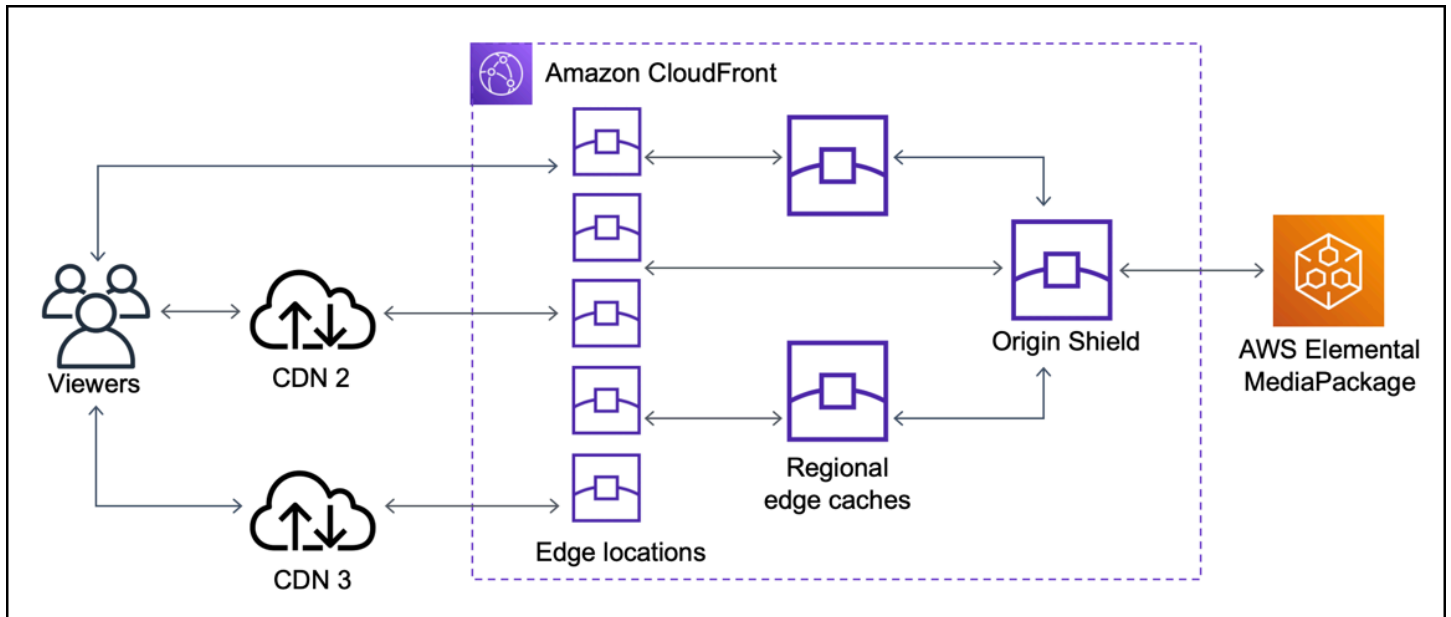 Amazon CloudFront
Viewers
CDN 2
CDN 3
Edge locations
Regional
edge caches
Origin Shield
AWS Elemental
MediaPackage